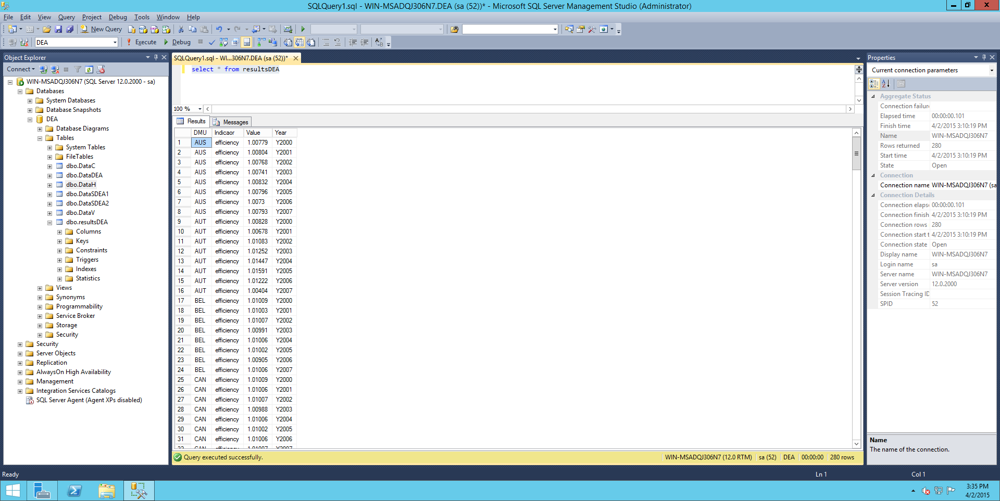 SQLQuery1.sql - WIN-MSADQJ306N7.DEA (sa (52))* - Microsoft SQL Server Management Studio (Administrator)
File Edit View Query Project Debug Tools Window Help
New Query
DEA Execute Debug
Object Explorer
Connect
WIN-MSADQJ306N7 (SQL Server 12.0.2000 - sa)
Databases
System Databases
Database Snapshots
DEA
Database Diagrams
Tables
System Tables
FileTables
dbo.DataC
dbo.DataDEA
dbo.DataH
dbo.DataSDEA1
dbo.DataSDEA2
dbo.DataV
dbo.resultsDEA
Columns
Keys
Constraints
Triggers
Indexes
Statistics
Views
Synonyms
Programmability
Service Broker
Storage
Security
Security
Server Objects
Replication
AlwaysOn High Availability
Management
Integration Services Catalogs
SQL Server Agent (Agent XPs disabled)
SQLQuery1.sql - WI...306N7.DEA (sa (52))*
select * from resultsDEA
100 %
Results Messages
DMU Indicaor Value Year
1 AUS efficiency 1.00779 Y2000
2 AUS efficiency 1.00804 Y2001
3 AUS efficiency 1.00768 Y2002
4 AUS efficiency 1.00741 Y2003
5 AUS efficiency 1.00832 Y2004
6 AUS efficiency 1.00796 Y2005
7 AUS efficiency 1.0073 Y2006
8 AUS efficiency 1.00793 Y2007
9 AUT efficiency 1.00828 Y2000
10 AUT efficiency 1.00678 Y2001
11 AUT efficiency 1.01083 Y2002
12 AUT efficiency 1.01252 Y2003
13 AUT efficiency 1.01447 Y2004
14 AUT efficiency 1.01591 Y2005
15 AUT efficiency 1.01222 Y2006
16 AUT efficiency 1.00404 Y2007
17 BEL efficiency 1.01009 Y2000
18 BEL efficiency 1.01003 Y2001
19 BEL efficiency 1.01007 Y2002
20 BEL efficiency 1.00991 Y2003
21 BEL efficiency 1.01006 Y2004
22 BEL efficiency 1.01002 Y2005
23 BEL efficiency 1.00905 Y2006
24 BEL efficiency 1.01006 Y2007
25 CAN efficiency 1.01009 Y2000
26 CAN efficiency 1.01006 Y2001
27 CAN efficiency 1.01007 Y2002
28 CAN efficiency 1.00988 Y2003
29 CAN efficiency 1.01006 Y2004
30 CAN efficiency 1.01002 Y2005
31 CAN efficiency 1.01006 Y2006
32 CAN efficiency 1.01007 Y2007
Query executed successfully.
WIN-MSADQJ306N7 (12.0 RTM) sa (52) DEA 00:00:00 280 rows
Properties
Current connection parameters
Aggregate Status
Connection failure
Elapsed time 00:00:00.101
Finish time 4/2/2015 3:10:19 PM
Name WIN-MSADQJ306N7
Rows returned 280
Start time 4/2/2015 3:10:19 PM
State Open
Connection
Connection name WIN-MSADQJ306N7 (sa
Connection Details
Connection elapse 00:00:00.101
Connection finish 4/2/2015 3:10:19 PM
Connection rows 280
Connection start t 4/2/2015 3:10:19 PM
Connection state Open
Display name WIN-MSADQJ306N7
Login name sa
Server name WIN-MSADQJ306N7
Server version 12.0.2000
Session Tracing ID
SPID 52
Name
The name of the connection.
Ready Ln 1 Col 1
3:35 PM
4/2/2015